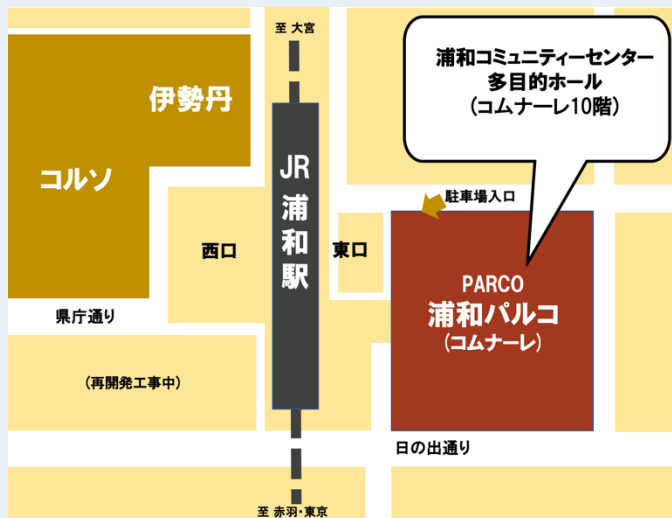 至 大宮
浦和コミュニティーセンター
多目的ホール
(コムナーレ10階)
伊勢丹
コルソ
JR 浦和駅
駐車場入口
西口
東口
PARCO
浦和パルコ
(コムナーレ)
県庁通り
(再開発工事中)
日の出通り
至 赤羽・東京